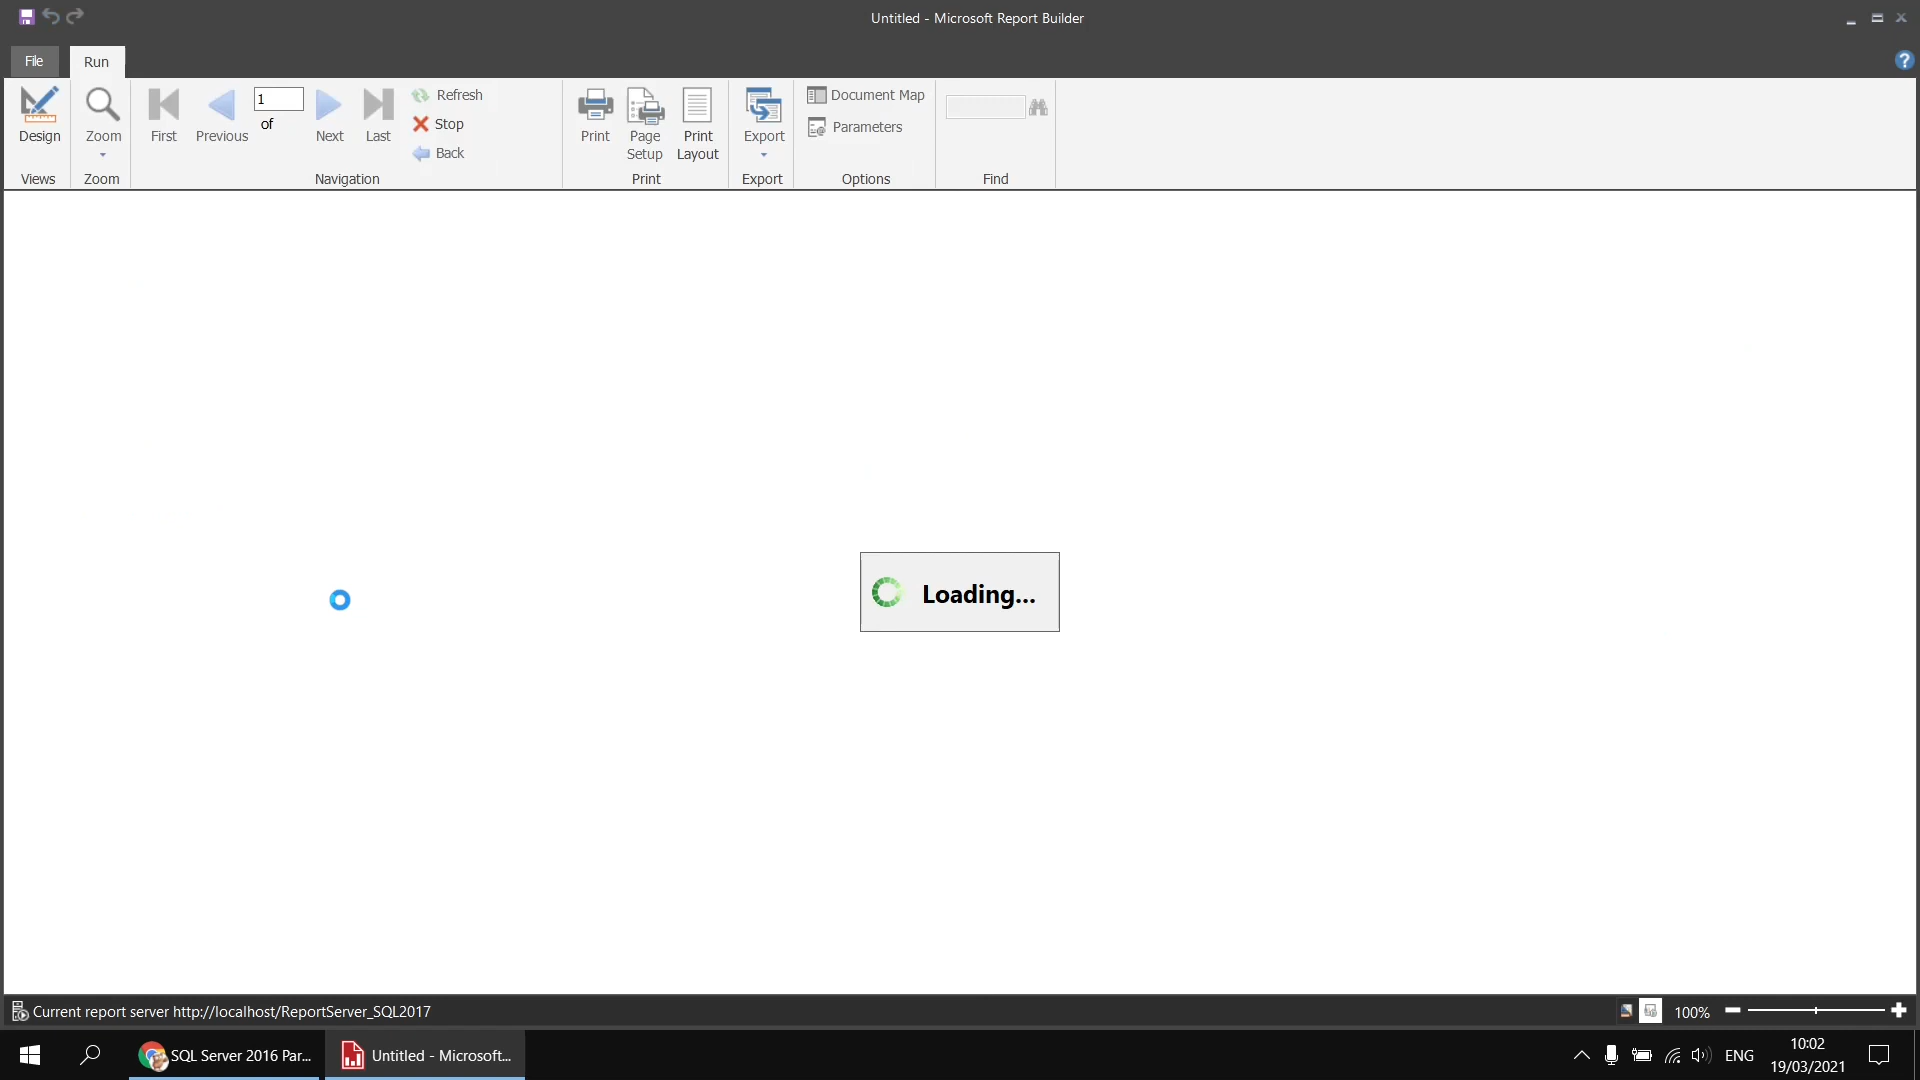 Untitled - Microsoft Report Builder
File
Run
Design
Zoom
First
Previous
1
of
Next
Last
Refresh
Stop
Back
Print
Page
Setup
Print
Layout
Export
Document Map
Parameters
Views
Zoom
Navigation
Print
Export
Options
Find
Loading...
Current report server http://localhost/ReportServer_SQL2017
100%
SQL Server 2016 Par...
Untitled - Microsoft...
ENG
10:02
19/03/2021